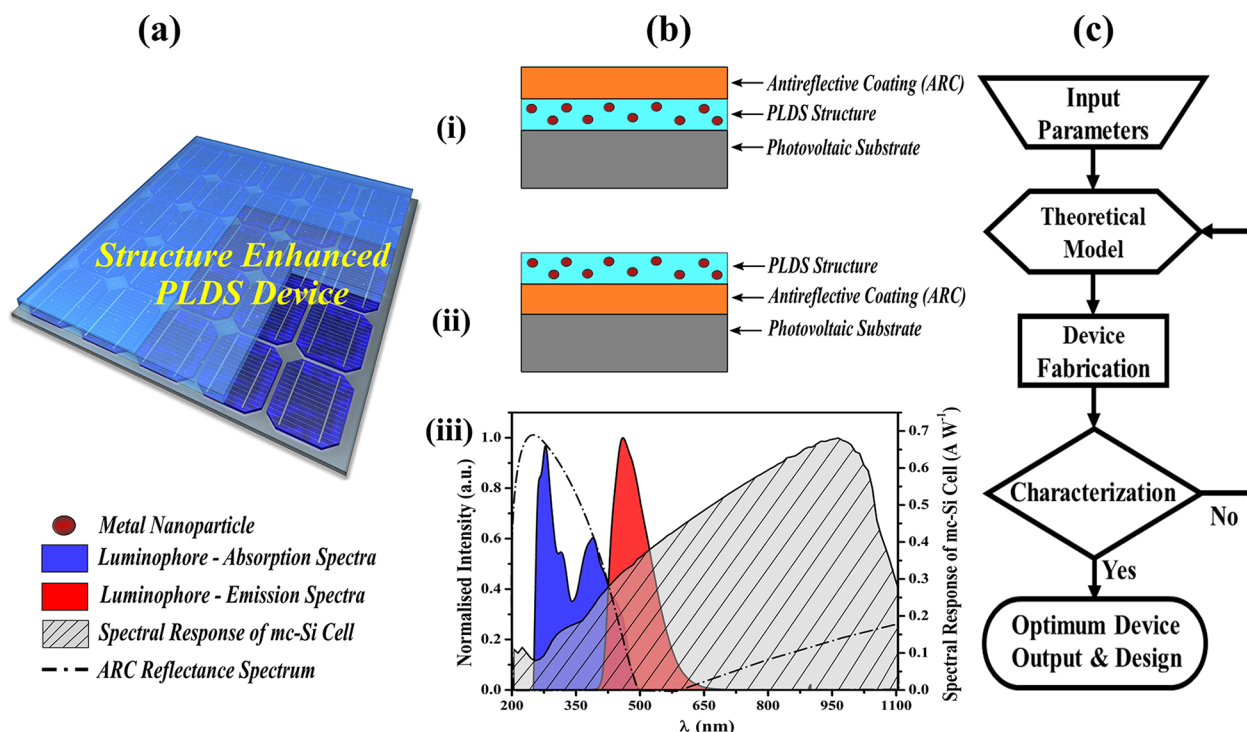 (a)
Structure Enhanced
PLDS Device
Metal Nanoparticle
Luminophore - Absorption Spectra
Luminophore - Emission Spectra
Spectral Response of mc-Si Cell
ARC Reflectance Spectrum
(b)
(i)
Antireflective Coating (ARC)
PLDS Structure
Photovoltaic Substrate
(ii)
PLDS Structure
Antireflective Coating (ARC)
Photovoltaic Substrate
(iii)
Normalised Intensity (a.u.)
1.0
0.8
0.6
0.4
0.2
0.0
200 350 500 650 800 950 1100
λ (nm)
0.7
0.6
0.5
0.4
0.3
0.2
0.1
0.0
Spectral Response of mc-Si Cell (A W⁻¹)
(c)
Input
Parameters
Theoretical
Model
Device
Fabrication
Characterization
No
Yes
Optimum Device
Output & Design